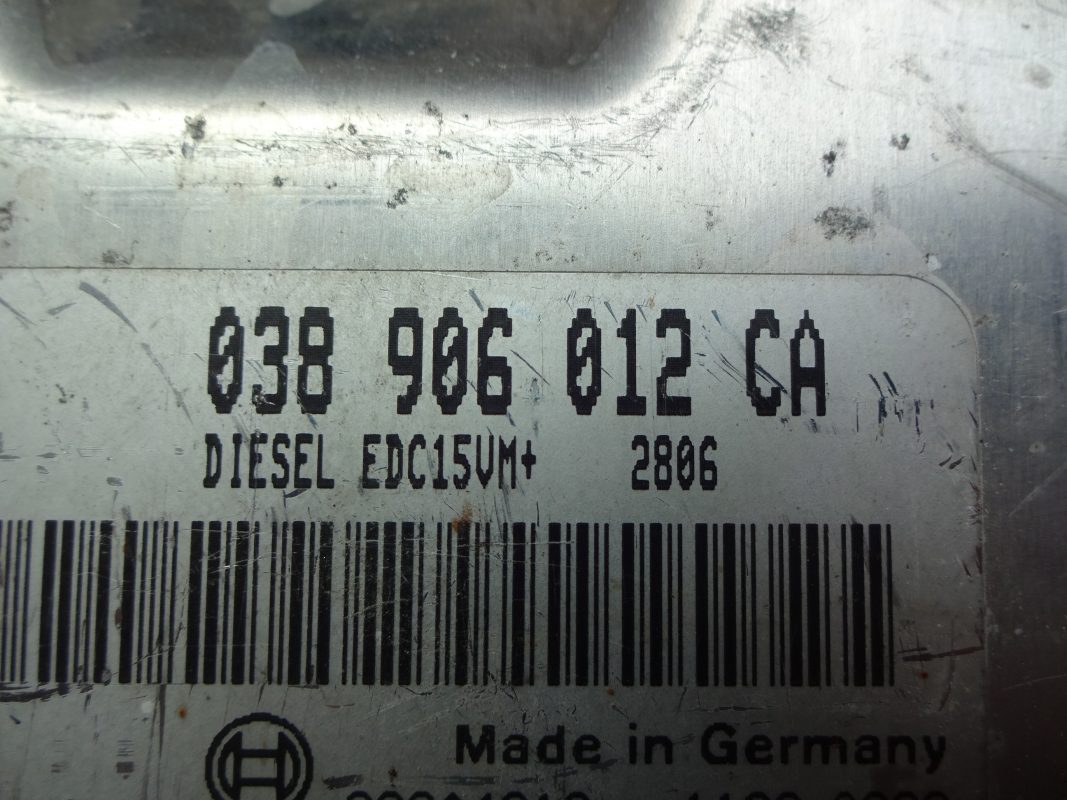 038 906 012 CA
DIESEL EDC15VM+ 2806
Made in Germany